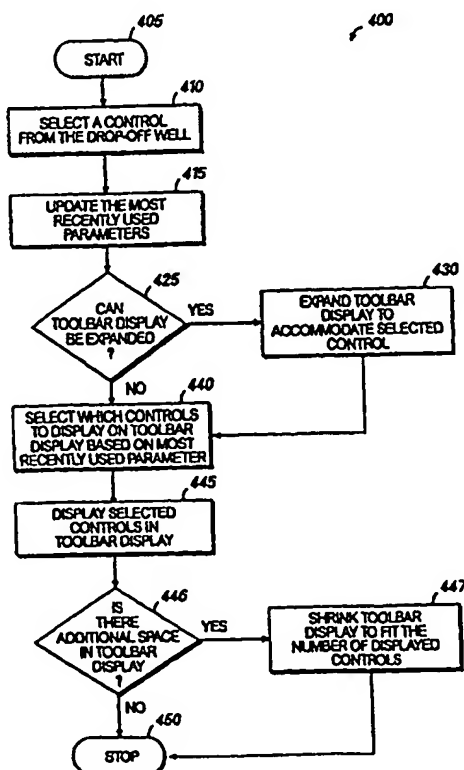 400
405
START
410
SELECT A CONTROL
FROM THE DROP-OFF WELL
415
UPDATE THE MOST
RECENTLY USED
PARAMETERS
425
CAN
TOOLBAR DISPLAY
BE EXPANDED
?
YES
NO
430
EXPAND TOOLBAR
DISPLAY TO
ACCOMMODATE SELECTED
CONTROL
440
SELECT WHICH CONTROLS
TO DISPLAY ON TOOLBAR
DISPLAY BASED ON MOST
RECENTLY USED PARAMETER
445
DISPLAY SELECTED
CONTROLS IN
TOOLBAR DISPLAY
446
IS
THERE
ADDITIONAL SPACE
IN TOOLBAR
DISPLAY
?
YES
NO
447
SHRINK TOOLBAR
DISPLAY TO FIT THE
NUMBER OF DISPLAYED
CONTROLS
450
STOP